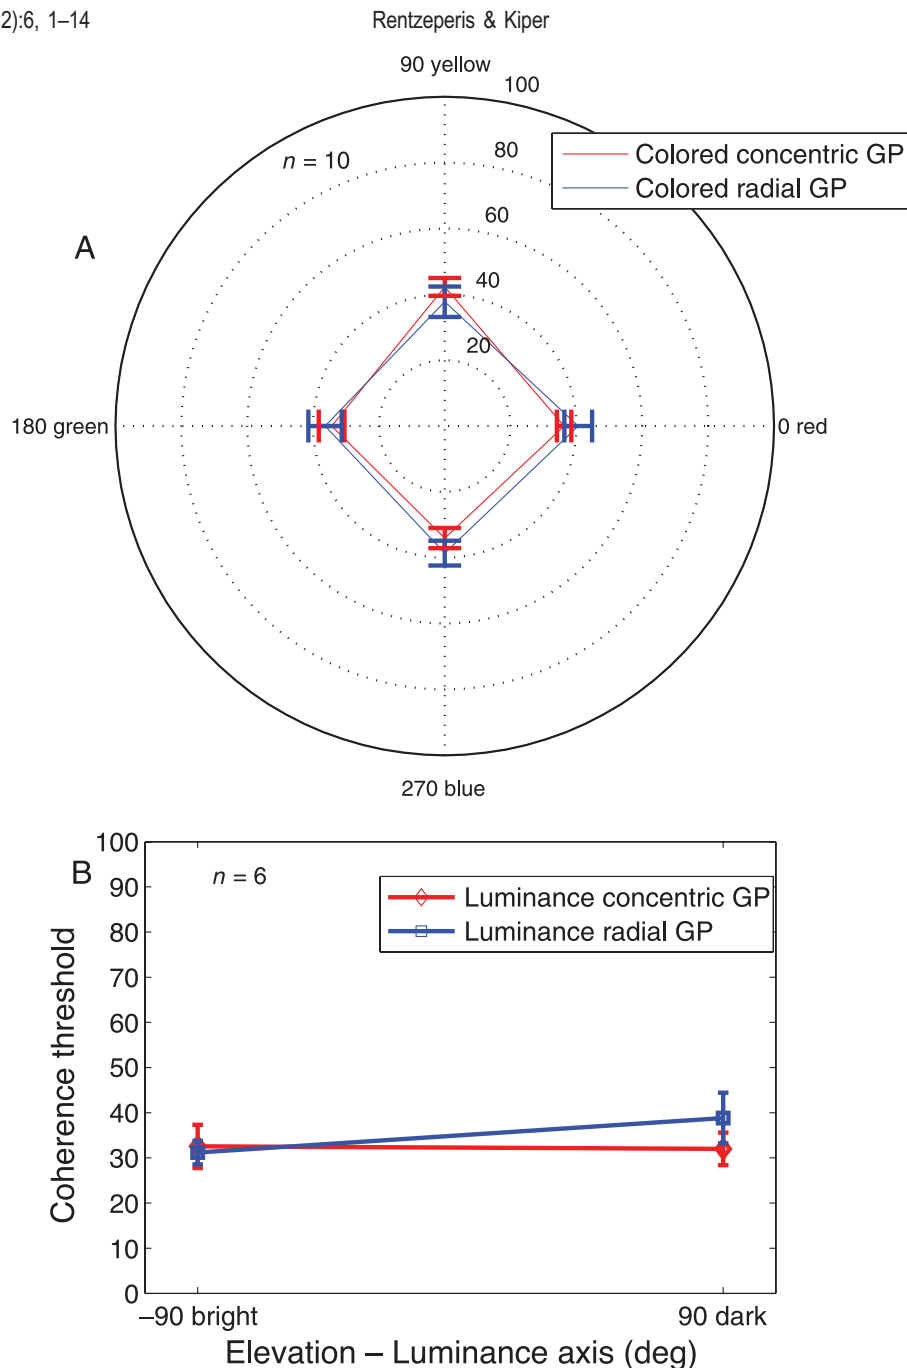 2):6, 1–14 Rentzeperis & Kiper
90 yellow
100
n = 10
80
Colored concentric GP
Colored radial GP
60
A
40
20
180 green
0 red
270 blue
B
n = 6
Luminance concentric GP
Luminance radial GP
100
90
80
70
60
50
40
30
20
10
0
Coherence threshold
–90 bright 90 dark
Elevation – Luminance axis (deg)